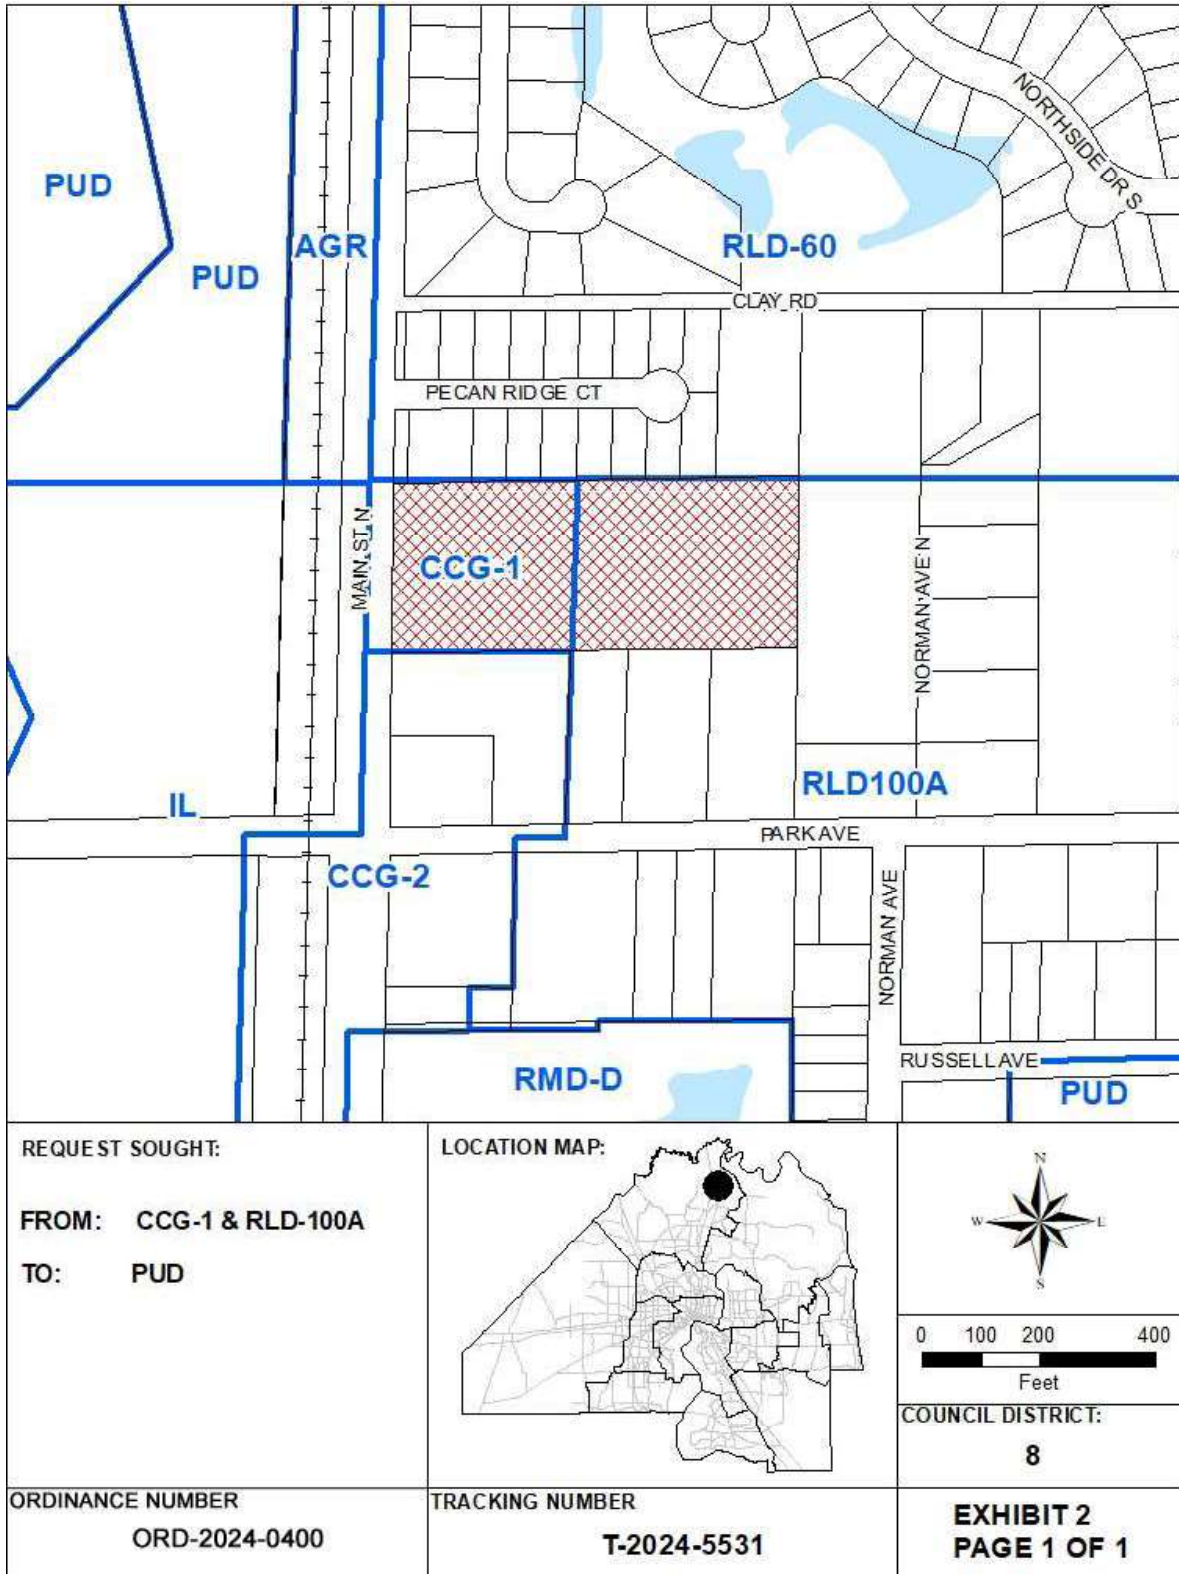 NORTHSIDE DR S
PUD
AGR
RLD-60
PUD
CLAY RD
PECAN RIDGE CT
MAIN ST N
CCG-1
NORMAN AVE N
RLD100A
IL
PARK AVE
CCG-2
NORMAN AVE
RUSSELL AVE
RMD-D
PUD
REQUEST SOUGHT:
FROM: CCG-1 & RLD-100A
TO: PUD
LOCATION MAP:
N
W E
S
0 100 200 400
Feet
COUNCIL DISTRICT:
8
ORDINANCE NUMBER
ORD-2024-0400
TRACKING NUMBER
T-2024-5531
EXHIBIT 2
PAGE 1 OF 1